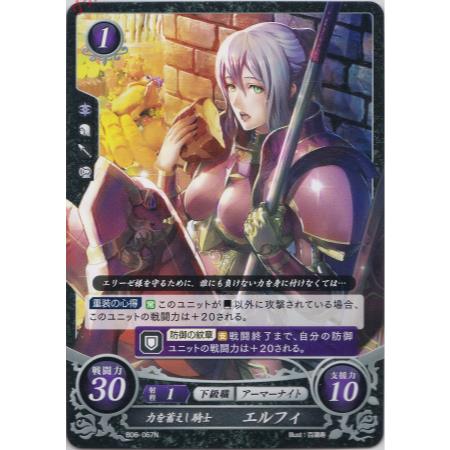 1
エリーゼ様を守るために、誰にも負けない力を身に付けなくては…
重装の心得 常 このユニットが 以外に攻撃されている場合、
このユニットの戦闘力は＋20される。
防御の紋章 支 戦闘終了まで、自分の防御
ユニットの戦闘力は＋20される。
戦闘力
30
射程 1
下級職
アーマーナイト
支援力
10
力を蓄えし騎士 エルフィ
B06-067N